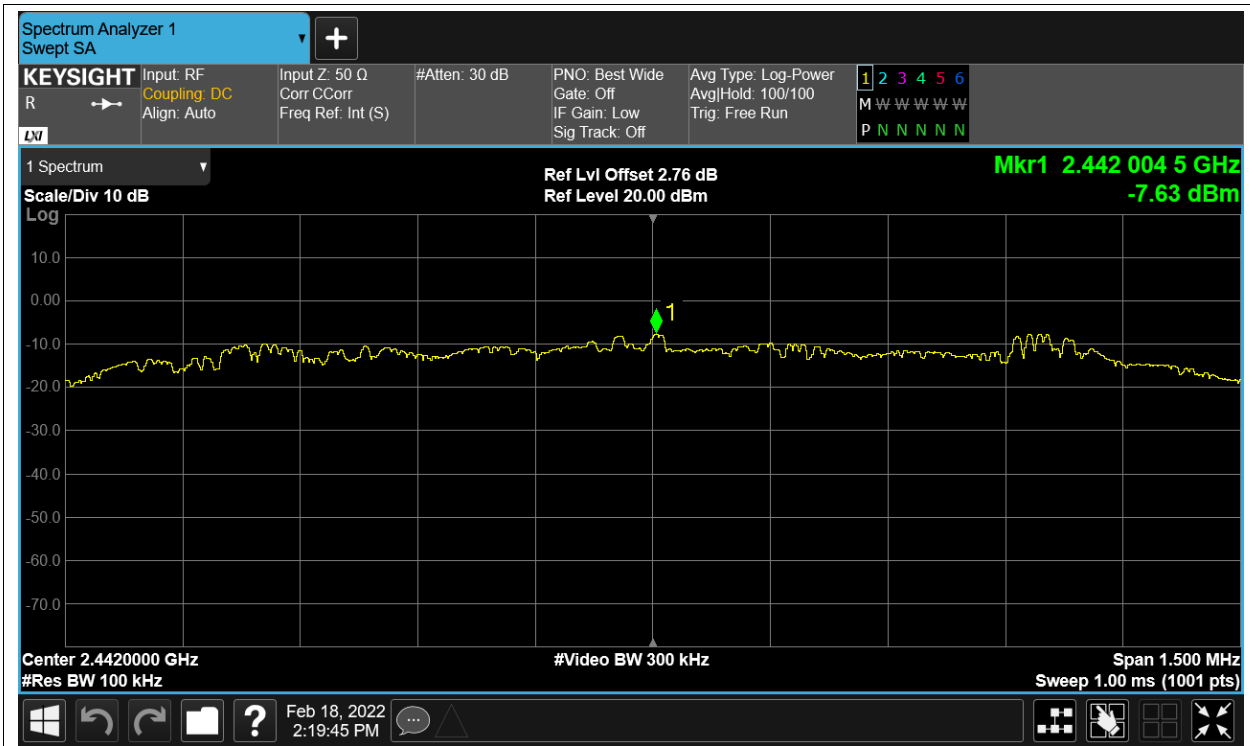 Spectrum Analyzer 1
Swept SA
KEYSIGHT
R
LXI
Input: RF
Coupling: DC
Align: Auto
Input Z: 50 Ω
Corr CCorr
Freq Ref: Int (S)
#Atten: 30 dB
PNO: Best Wide
Gate: Off
IF Gain: Low
Sig Track: Off
Avg Type: Log-Power
Avg|Hold: 100/100
Trig: Free Run
1 2 3 4 5 6
M W W W W W
P N N N N N
1 Spectrum
Scale/Div 10 dB
Log
Ref Lvl Offset 2.76 dB
Ref Level 20.00 dBm
Mkr1 2.442 004 5 GHz
-7.63 dBm
10.0
0.00
-10.0
-20.0
-30.0
-40.0
-50.0
-60.0
-70.0
1
Center 2.4420000 GHz
#Res BW 100 kHz
#Video BW 300 kHz
Span 1.500 MHz
Sweep 1.00 ms (1001 pts)
?
Feb 18, 2022
2:19:45 PM